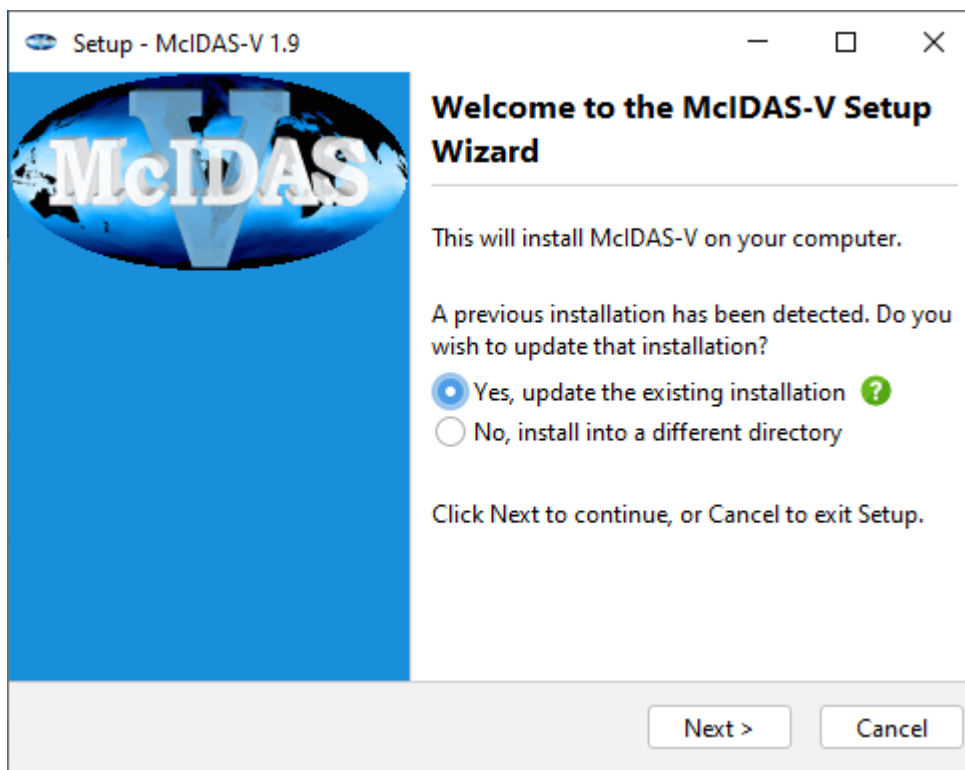 Setup - McIDAS-V 1.9
V
McIDAS
Welcome to the McIDAS-V Setup
Wizard
This will install McIDAS-V on your computer.
A previous installation has been detected. Do you
wish to update that installation?
Yes, update the existing installation ?
No, install into a different directory
Click Next to continue, or Cancel to exit Setup.
Next >
Cancel